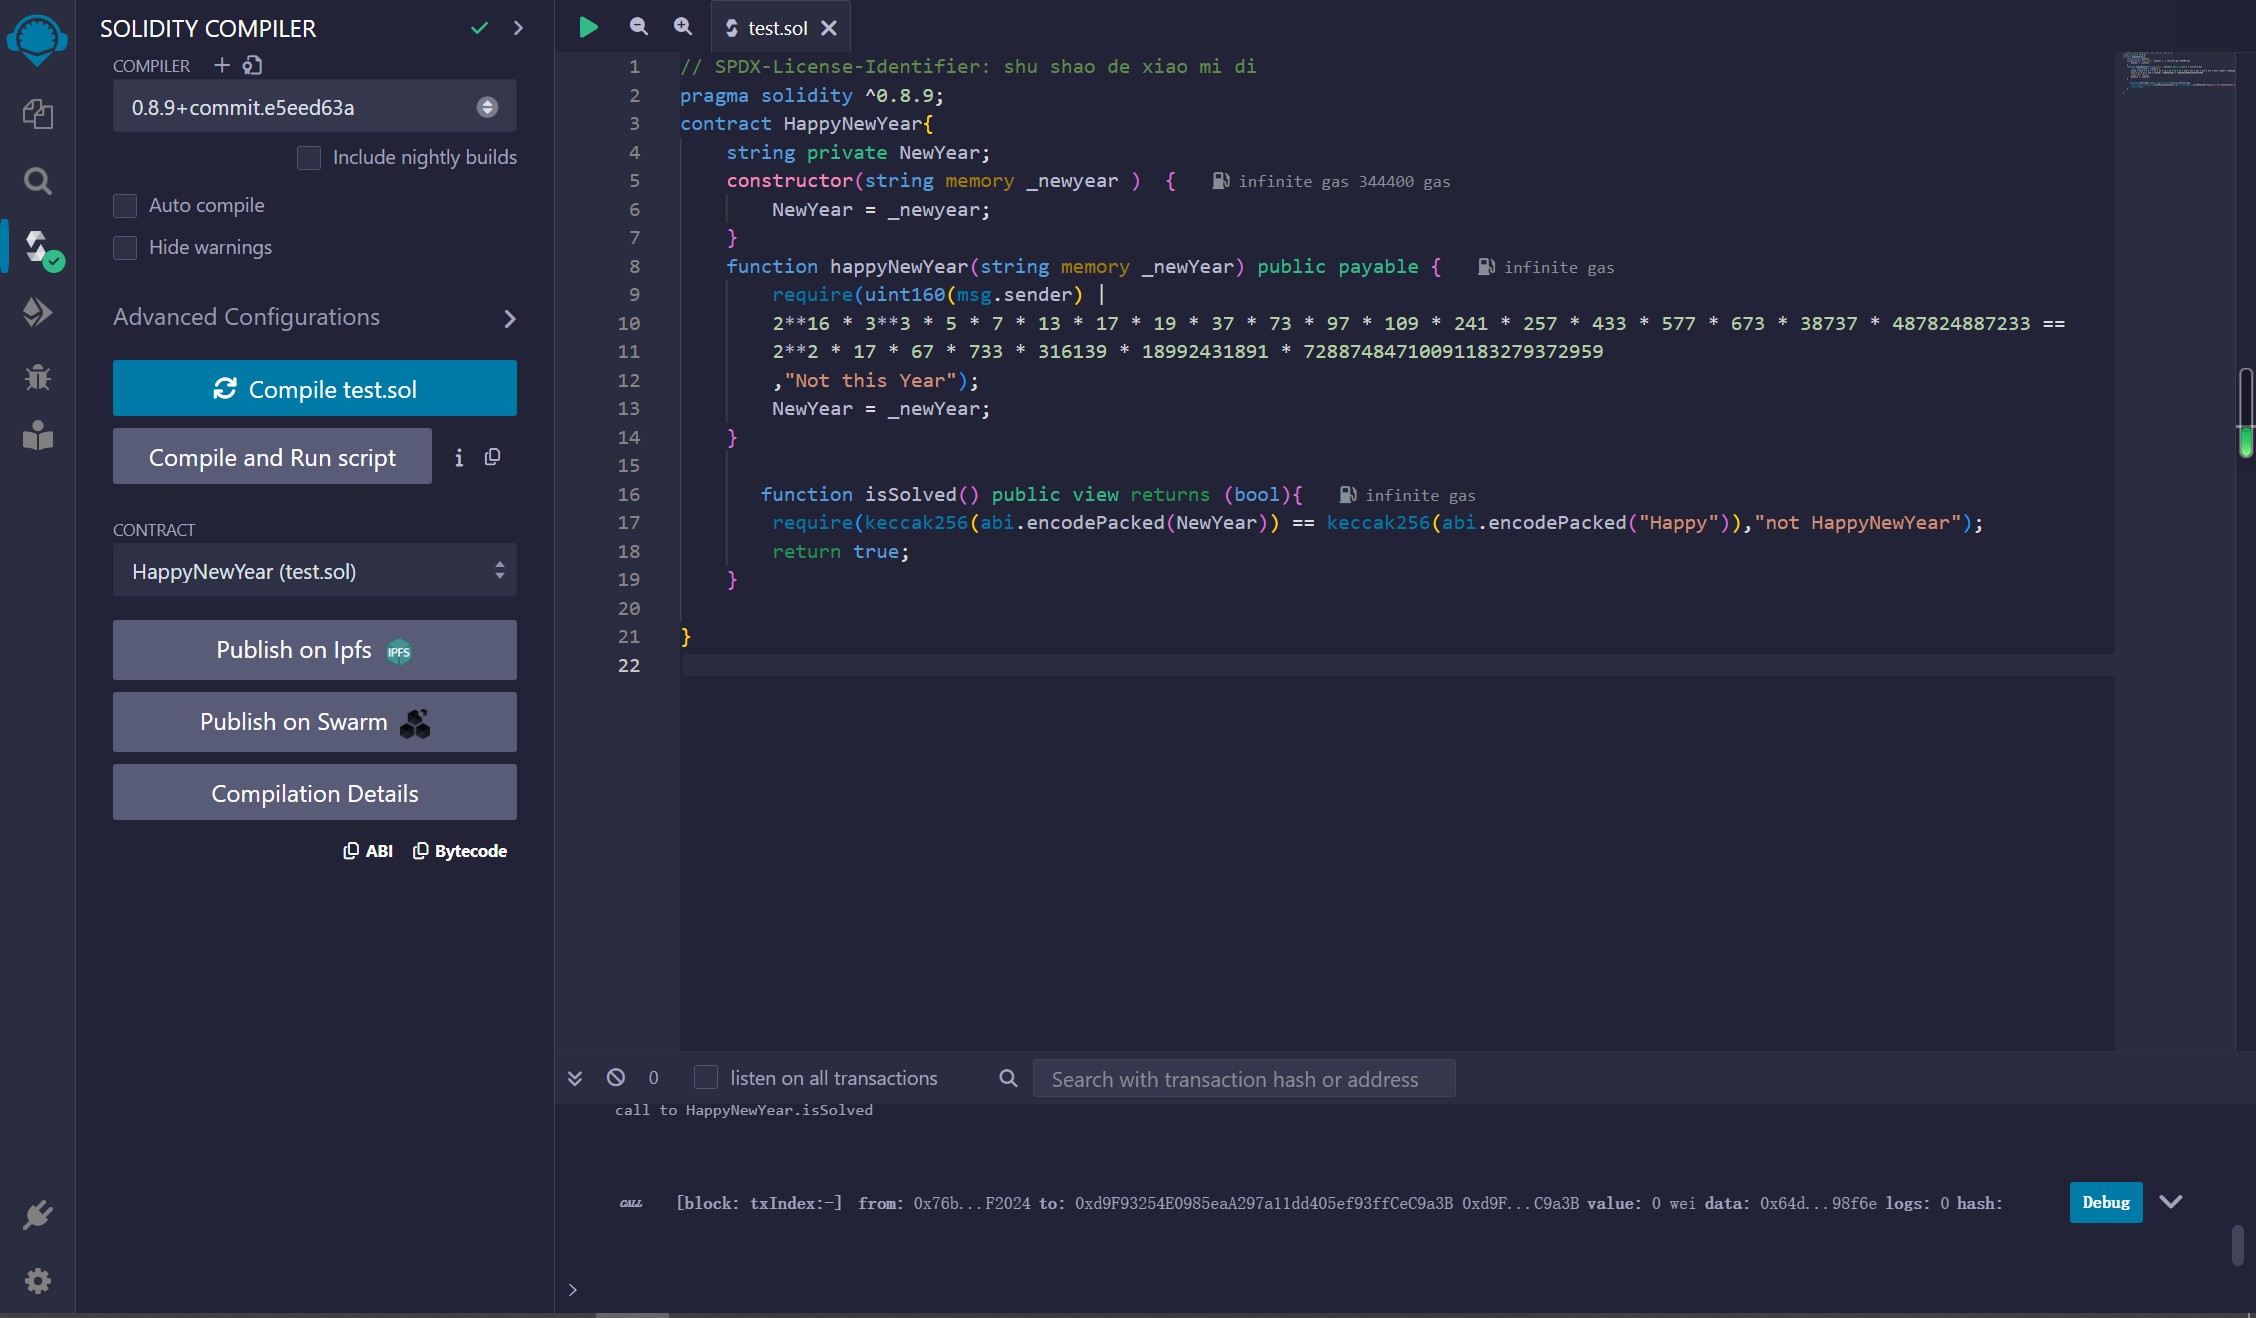 SOLIDITY COMPILER
COMPILER
0.8.9+commit.e5eed63a
Include nightly builds
Auto compile
Hide warnings
Advanced Configurations
Compile test.sol
Compile and Run script
CONTRACT
HappyNewYear (test.sol)
Publish on Ipfs IPFS
Publish on Swarm
Compilation Details
ABI Bytecode
test.sol
1 // SPDX-License-Identifier: shu shao de xiao mi di
2 pragma solidity ^0.8.9;
3 contract HappyNewYear{
4 string private NewYear;
5 constructor(string memory _newyear ) { infinite gas 344400 gas
6 NewYear = _newyear;
7 }
8 function happyNewYear(string memory _newYear) public payable { infinite gas
9 require(uint160(msg.sender) |
10 2**16 * 3**3 * 5 * 7 * 13 * 17 * 19 * 37 * 73 * 97 * 109 * 241 * 257 * 433 * 577 * 673 * 38737 * 487824887233 ==
11 2**2 * 17 * 67 * 733 * 316139 * 18992431891 * 72887484710091183279372959
12 ,"Not this Year");
13 NewYear = _newYear;
14 }
15
16 function isSolved() public view returns (bool){ infinite gas
17 require(keccak256(abi.encodePacked(NewYear)) == keccak256(abi.encodePacked("Happy")),"not HappyNewYear");
18 return true;
19 }
20
21 }
22
0 listen on all transactions Search with transaction hash or address
call to HappyNewYear.isSolved
CALL [block: txIndex:-] from: 0x76b...F2024 to: 0xd9F93254E0985eaA297a11dd405ef93ffCeC9a3B 0xd9F...C9a3B value: 0 wei data: 0x64d...98f6e logs: 0 hash: Debug
>